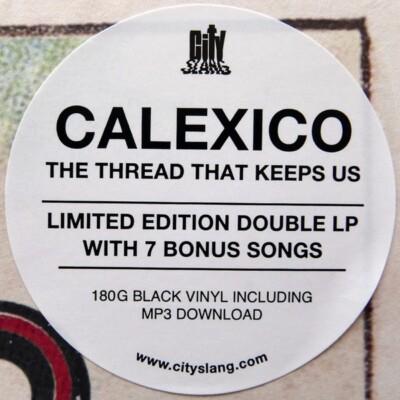 City
SLANG
CALEXICO
THE THREAD THAT KEEPS US
LIMITED EDITION DOUBLE LP
WITH 7 BONUS SONGS
180G BLACK VINYL INCLUDING
MP3 DOWNLOAD
www.cityslang.com